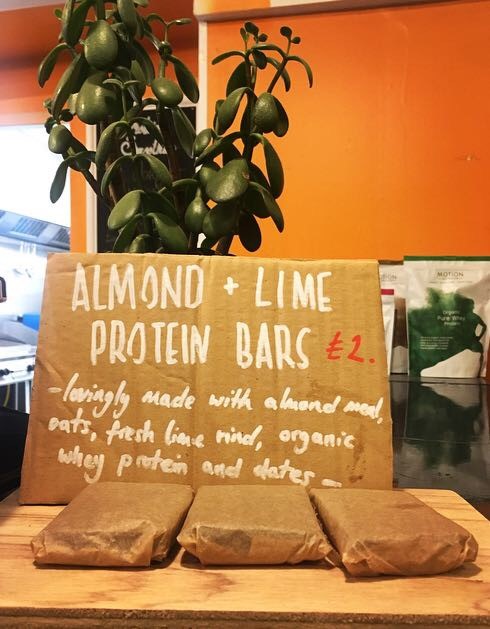 ALMOND + LIME
PROTEIN BARS £2.
-lovingly made with almond meal,
oats, fresh lime rind, organic
whey protein and dates -
MOTION
Organic
Pure Whey
Protein